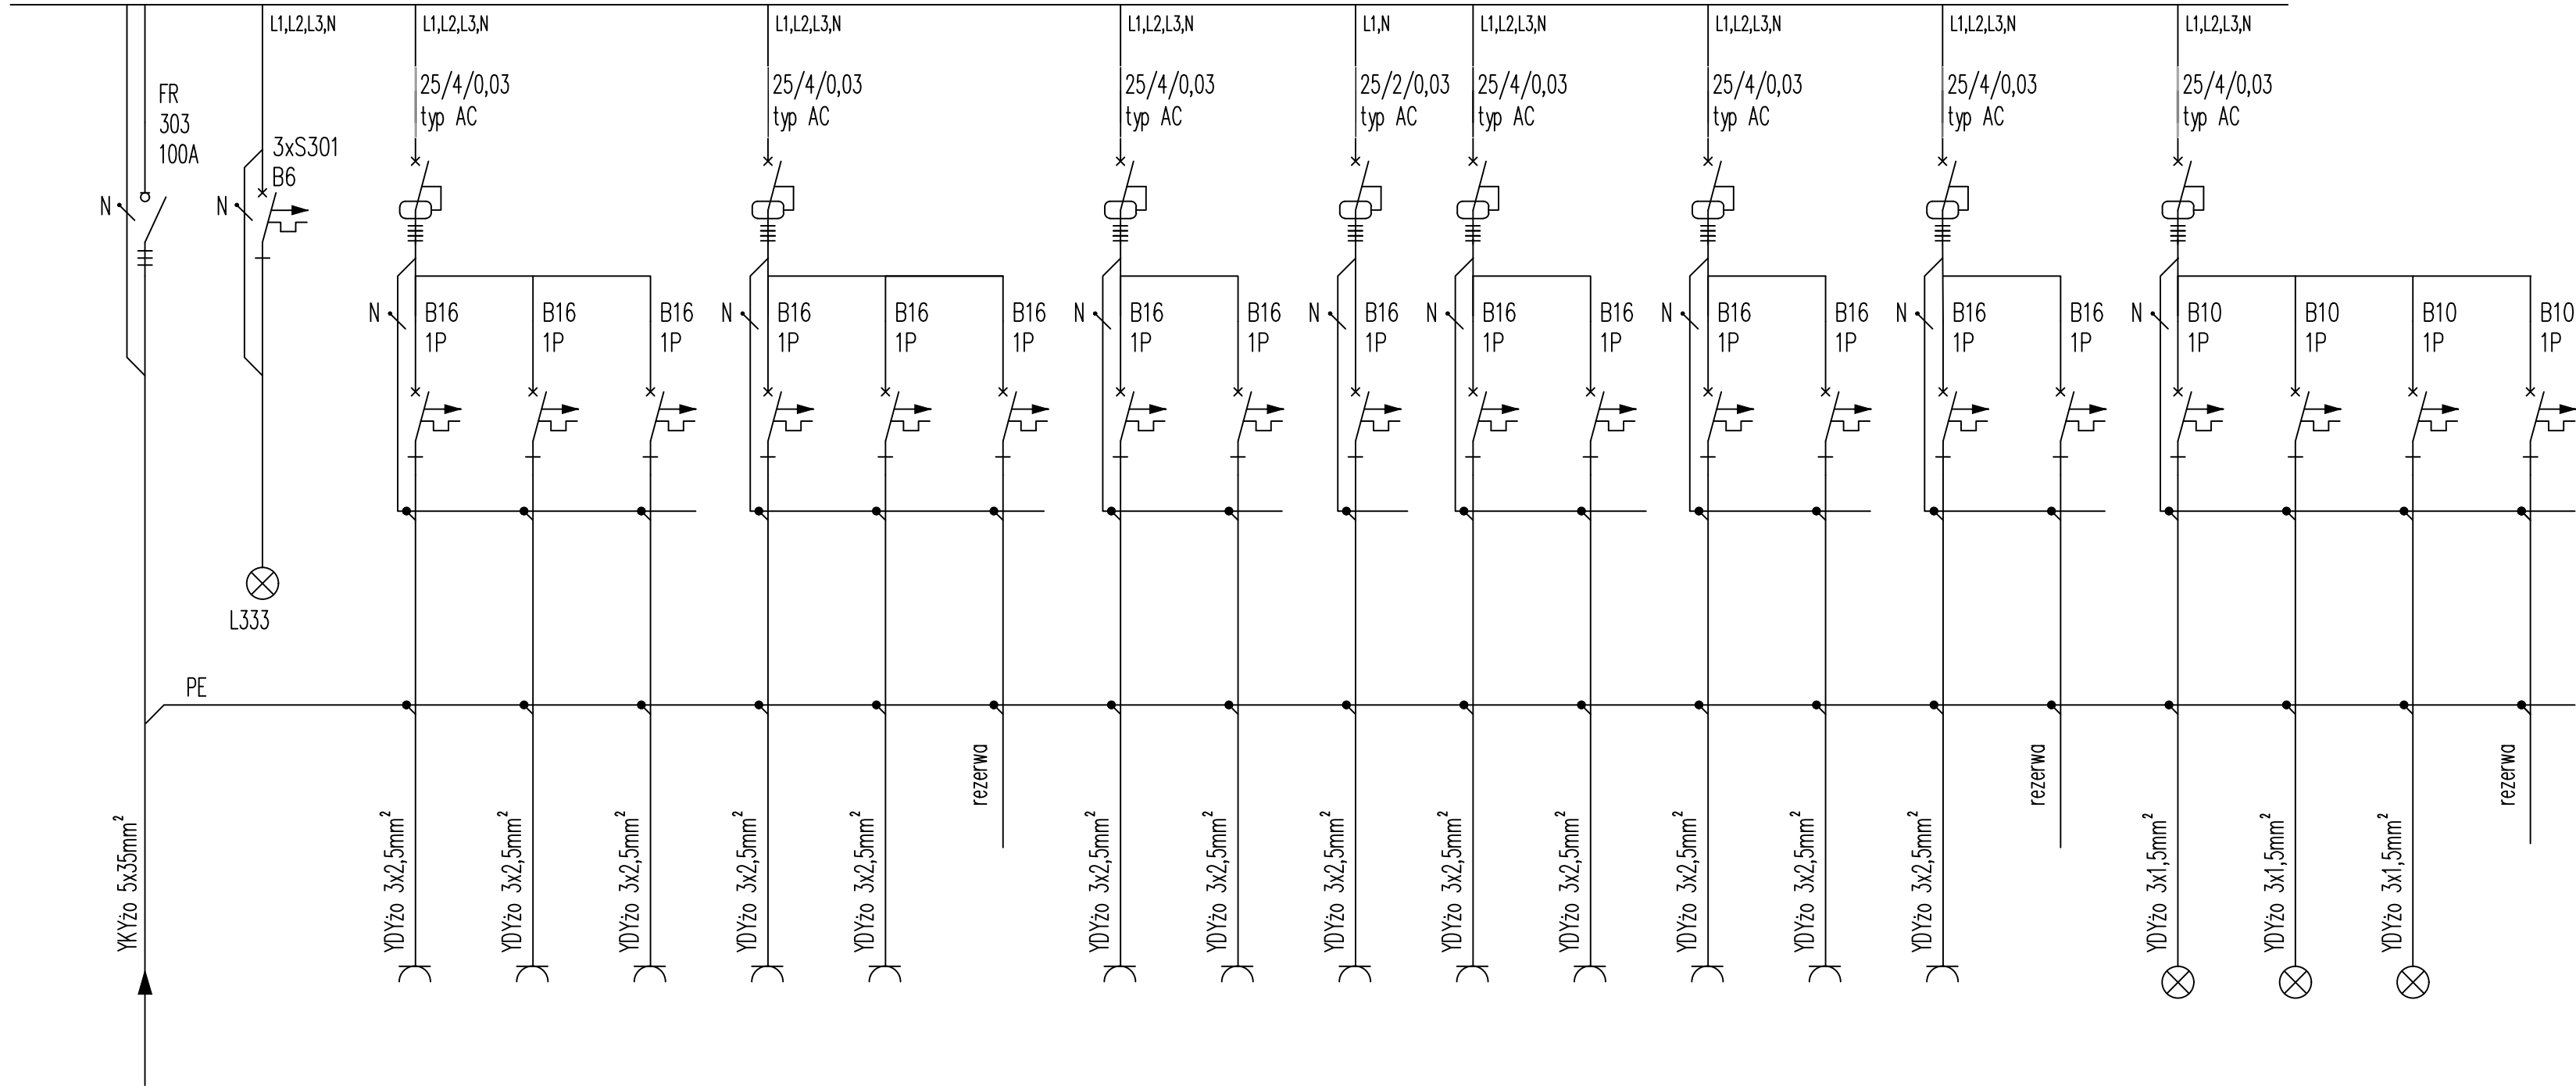 L1,L2,L3,N
L1,L2,L3,N
L1,L2,L3,N
L1,L2,L3,N
L1,N
L1,L2,L3,N
L1,L2,L3,N
L1,L2,L3,N
L1,L2,L3,N
FR
303
100A
3xS301
B6
25/4/0,03
typ AC
25/4/0,03
typ AC
25/4/0,03
typ AC
25/2/0,03
typ AC
25/4/0,03
typ AC
25/4/0,03
typ AC
25/4/0,03
typ AC
25/4/0,03
typ AC
N
N
N
B16
1P
B16
1P
B16
1P
N
B16
1P
B16
1P
B16
1P
N
B16
1P
B16
1P
N
B16
1P
N
B16
1P
B16
1P
N
B16
1P
B16
1P
N
B16
1P
B16
1P
N
B10
1P
B10
1P
B10
1P
B10
1P
L333
PE
YKYżo 5x35mm²
YDYżo 3x2,5mm²
YDYżo 3x2,5mm²
YDYżo 3x2,5mm²
YDYżo 3x2,5mm²
YDYżo 3x2,5mm²
rezerwa
YDYżo 3x2,5mm²
YDYżo 3x2,5mm²
YDYżo 3x2,5mm²
YDYżo 3x2,5mm²
YDYżo 3x2,5mm²
YDYżo 3x2,5mm²
YDYżo 3x2,5mm²
YDYżo 3x2,5mm²
rezerwa
YDYżo 3x1,5mm²
YDYżo 3x1,5mm²
YDYżo 3x1,5mm²
rezerwa